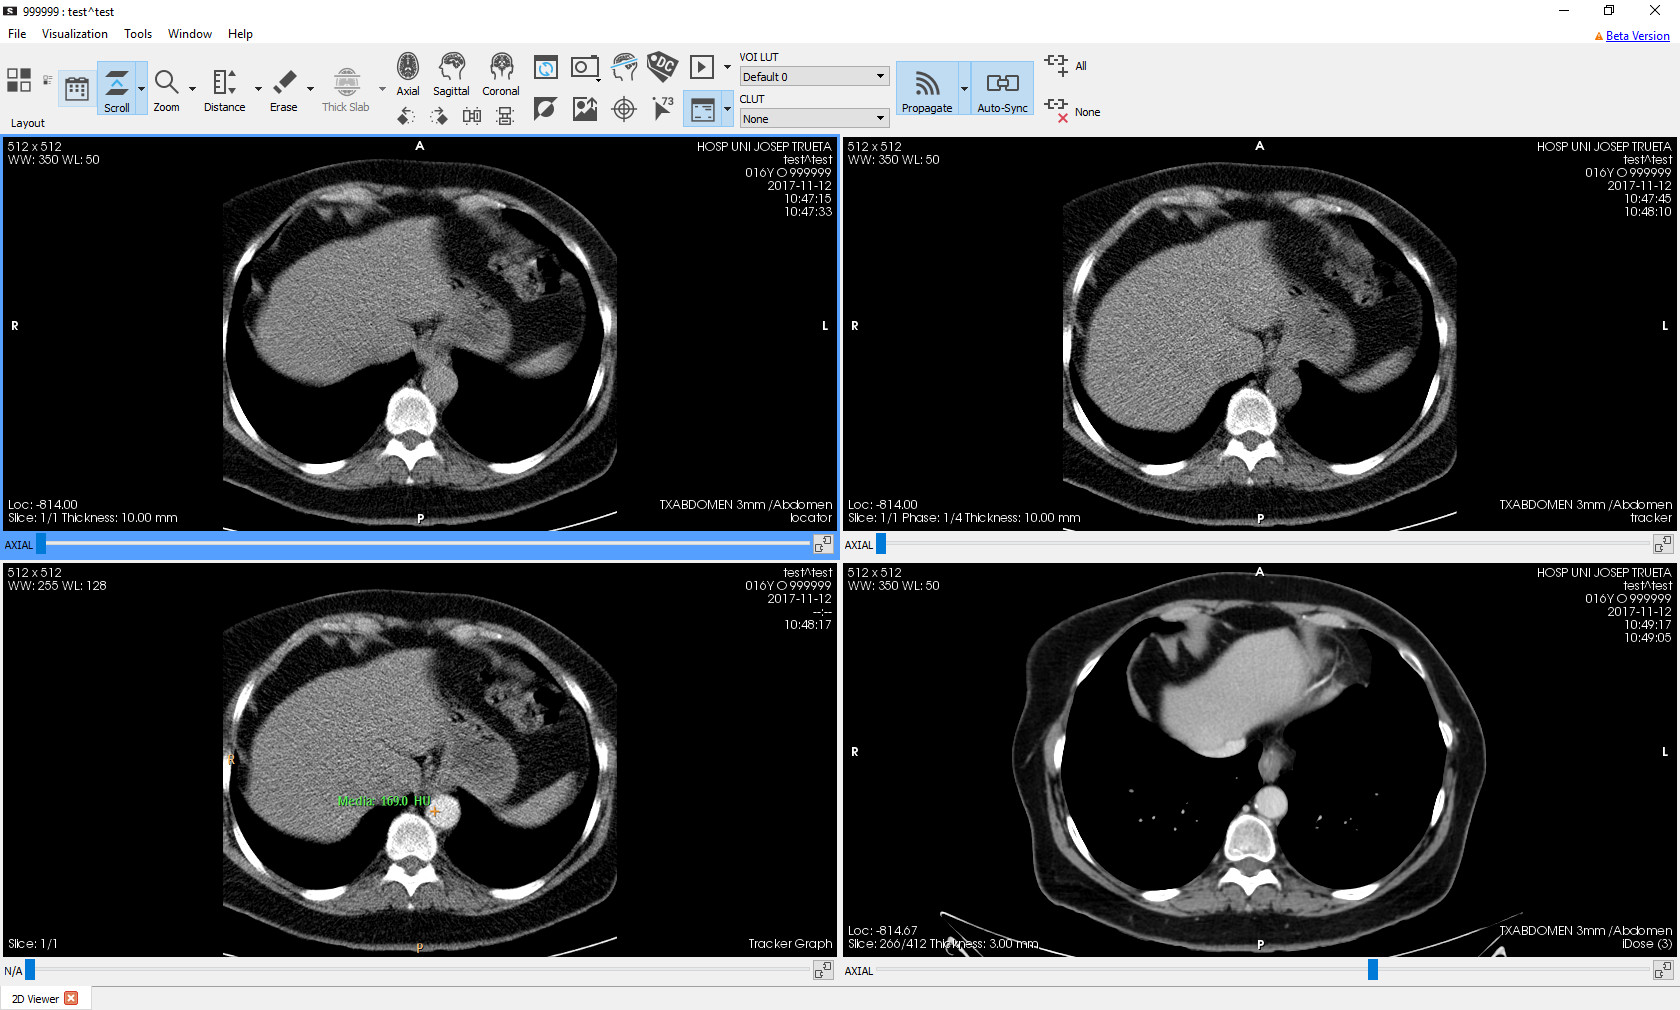 999999 : test^test
File Visualization Tools Window Help
Beta Version
Layout
Scroll
Zoom
Distance
Erase
Thick Slab
Axial
Sagittal
Coronal
DC
73
VOI LUT
Default 0
CLUT
None
Propagate
Auto-Sync
All
None
512 x 512
WW: 350 WL: 50
A
HOSP UNI JOSEP TRUETA
test^test
016Y O 999999
2017-11-12
10:47:15
10:47:33
R
L
Loc: -814.00
Slice: 1/1 Thickness: 10.00 mm
P
TXABDOMEN 3mm /Abdomen
locator
AXIAL
512 x 512
WW: 350 WL: 50
A
HOSP UNI JOSEP TRUETA
test^test
016Y O 999999
2017-11-12
10:47:45
10:48:10
R
L
Loc: -814.00
Slice: 1/1 Phase: 1/4 Thickness: 10.00 mm
P
TXABDOMEN 3mm /Abdomen
tracker
AXIAL
512 x 512
WW: 255 WL: 128
test^test
016Y O 999999
2017-11-12
--:--
10:48:17
R
Media: 169.0 HU
Slice: 1/1
P
Tracker Graph
N/A
512 x 512
WW: 350 WL: 50
A
HOSP UNI JOSEP TRUETA
test^test
016Y O 999999
2017-11-12
10:49:17
10:49:05
R
L
Loc: -814.67
Slice: 266/412 Thickness: 3.00 mm
P
TXABDOMEN 3mm /Abdomen
iDose (3)
AXIAL
2D Viewer